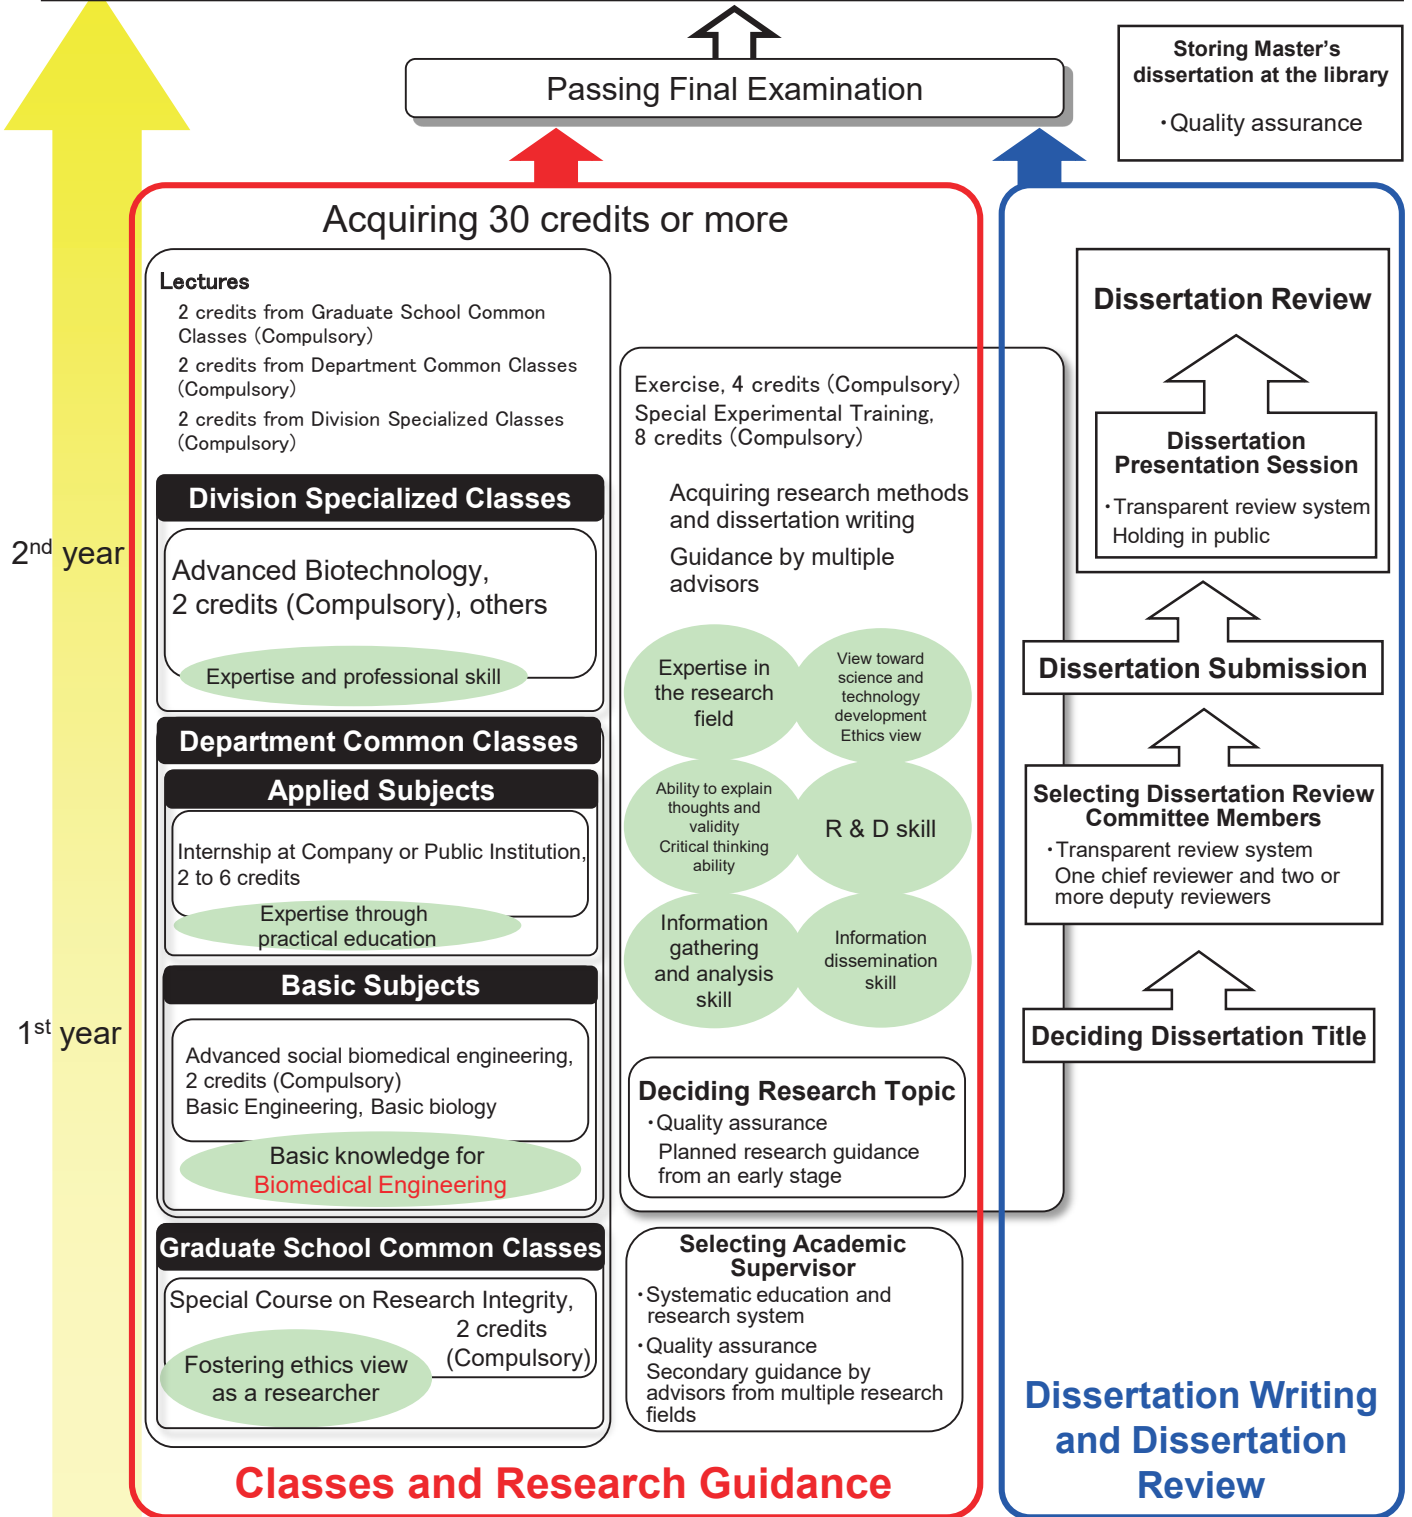 Passing Final Examination
Storing Master's
dissertation at the library
・Quality assurance
2nd year
1st year
Acquiring 30 credits or more
Lectures
2 credits from Graduate School Common
Classes (Compulsory)
2 credits from Department Common Classes
(Compulsory)
2 credits from Division Specialized Classes
(Compulsory)
Division Specialized Classes
Advanced Biotechnology,
2 credits (Compulsory), others
Expertise and professional skill
Department Common Classes
Applied Subjects
Internship at Company or Public Institution,
2 to 6 credits
Expertise through
practical education
Basic Subjects
Advanced social biomedical engineering,
2 credits (Compulsory)
Basic Engineering, Basic biology
Basic knowledge for
Biomedical Engineering
Graduate School Common Classes
Special Course on Research Integrity,
2 credits
(Compulsory)
Fostering ethics view
as a researcher
Exercise, 4 credits (Compulsory)
Special Experimental Training,
8 credits (Compulsory)
Acquiring research methods
and dissertation writing
Guidance by multiple
advisors
Expertise in
the research
field
View toward
science and
technology
development
Ethics view
Ability to explain
thoughts and
validity
Critical thinking
ability
R & D skill
Information
gathering
and analysis
skill
Information
dissemination
skill
Deciding Research Topic
・Quality assurance
Planned research guidance
from an early stage
Selecting Academic
Supervisor
・Systematic education and
research system
・Quality assurance
Secondary guidance by
advisors from multiple research
fields
Classes and Research Guidance
Dissertation Review
Dissertation
Presentation Session
・Transparent review system
Holding in public
Dissertation Submission
Selecting Dissertation Review
Committee Members
・Transparent review system
One chief reviewer and two or
more deputy reviewers
Deciding Dissertation Title
Dissertation Writing
and Dissertation
Review